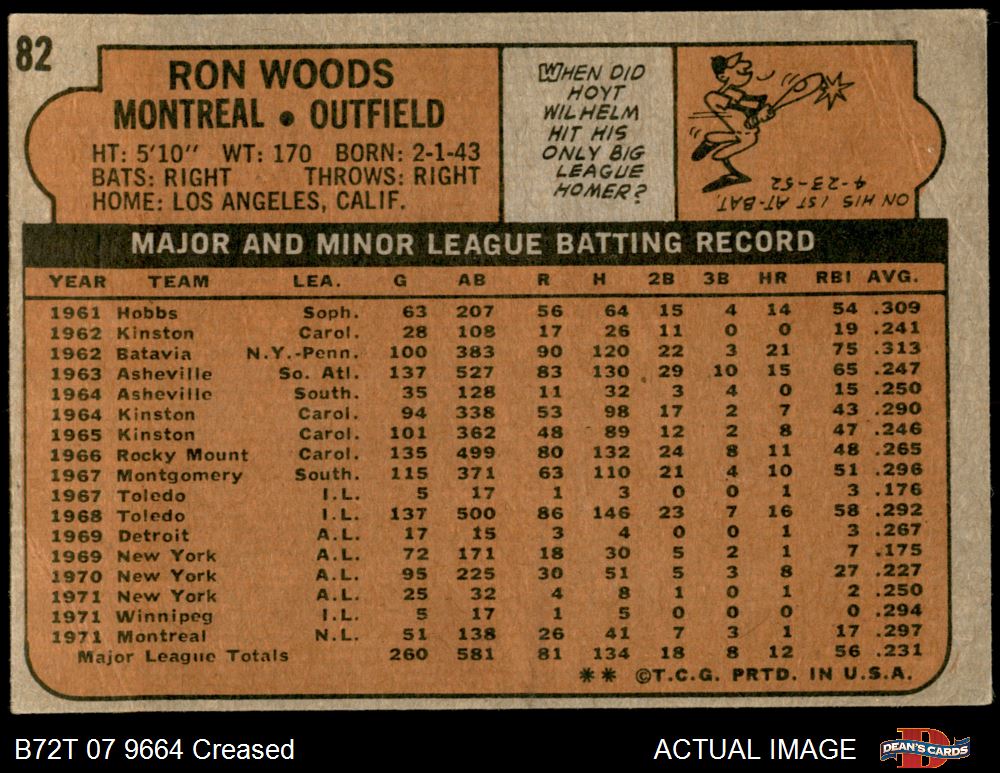 82
RON WOODS
MONTREAL • OUTFIELD
HT: 5'10" WT: 170 BORN: 2-1-43
BATS: RIGHT THROWS: RIGHT
HOME: LOS ANGELES, CALIF.
WHEN DID
HOYT
WILHELM
HIT HIS
ONLY BIG
LEAGUE
HOMER?
ON HIS 1ST AT-BAT,
4-23-52
MAJOR AND MINOR LEAGUE BATTING RECORD
YEAR TEAM LEA. G AB R H 2B 3B HR RBI AVG.
1961 Hobbs Soph. 63 207 56 64 15 4 14 54 .309
1962 Kinston Carol. 28 108 17 26 11 0 0 19 .241
1962 Batavia N.Y.-Penn. 100 383 90 120 22 3 21 75 .313
1963 Asheville So. Atl. 137 527 83 130 29 10 15 65 .247
1964 Asheville South. 35 128 11 32 3 4 0 15 .250
1964 Kinston Carol. 94 338 53 98 17 2 7 43 .290
1965 Kinston Carol. 101 362 48 89 12 2 8 47 .246
1966 Rocky Mount Carol. 135 499 80 132 24 8 11 48 .265
1967 Montgomery South. 115 371 63 110 21 4 10 51 .296
1967 Toledo I.L. 5 17 1 3 0 0 1 3 .176
1968 Toledo I.L. 137 500 86 146 23 7 16 58 .292
1969 Detroit A.L. 17 15 3 4 0 0 1 3 .267
1969 New York A.L. 72 171 18 30 5 2 1 7 .175
1970 New York A.L. 95 225 30 51 5 3 8 27 .227
1971 New York A.L. 25 32 4 8 1 0 1 2 .250
1971 Winnipeg I.L. 5 17 1 5 0 0 0 0 .294
1971 Montreal N.L. 51 138 26 41 7 3 1 17 .297
Major League Totals 260 581 81 134 18 8 12 56 .231
** ©T.C.G. PRTD. IN U.S.A.
B72T 07 9664 Creased
ACTUAL IMAGE
DEAN'S CARDS